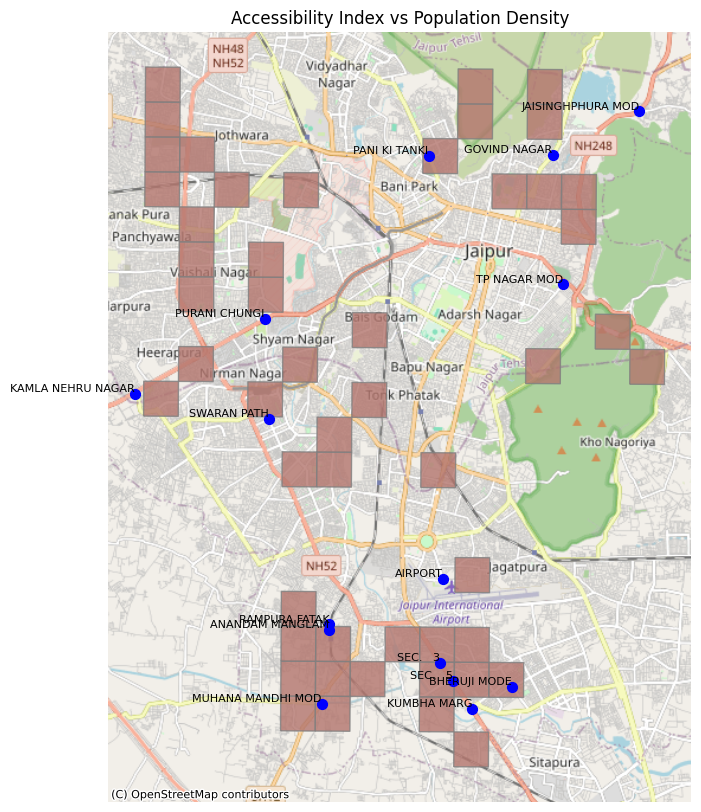 Accessibility Index vs Population Density
NH48
NH52
Jaipur Tehsil
Vidyadhar
Nagar
JAISINGHPHURA MOD
Jothwara
PANI KI TANKI
GOVIND NAGAR
NH248
Bani Park
anak Pura
Panchyawala
Jaipur
Vaishali Nagar
TP NAGAR MOD
darpura
PURANI CHUNGI
Bais Godam
Adarsh Nagar
Shyam Nagar
Heerapura
Jaipur Tehs
Bapu Nagar
Nirman Nagar
KAMLA NEHRU NAGAR
Tonk Phatak
SWARAN PATH
Kho Nagoriya
NH52
AIRPORT
Jagatpura
Jaipur International
Airport
RAMPURA FATAK
ANANDAM MANGLAM
SEC. 3
SEC. 5
BHERUJI MODE
MUHANA MANDHI MOD
KUMBHA MARG
Sitapura
(C) OpenStreetMap contributors